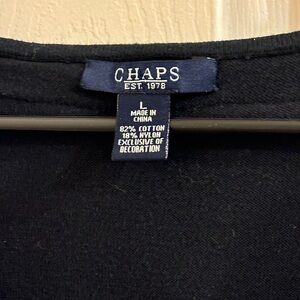 CHAPS
EST. 1978
L
MADE IN
CHINA
82% COTTON
18% NYLON
EXCLUSIVE OF
DECORATION